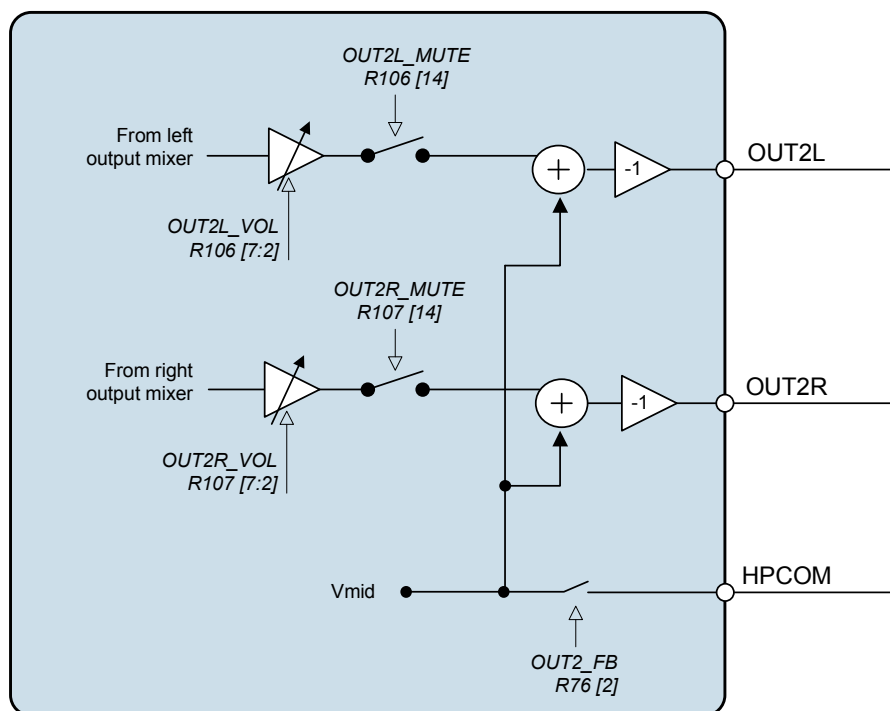 OUT2L_MUTE
R106 [14]
From left
output mixer
+
-1
OUT2L
OUT2L_VOL
R106 [7:2]
OUT2R_MUTE
R107 [14]
From right
output mixer
+
-1
OUT2R
OUT2R_VOL
R107 [7:2]
Vmid
HPCOM
OUT2_FB
R76 [2]